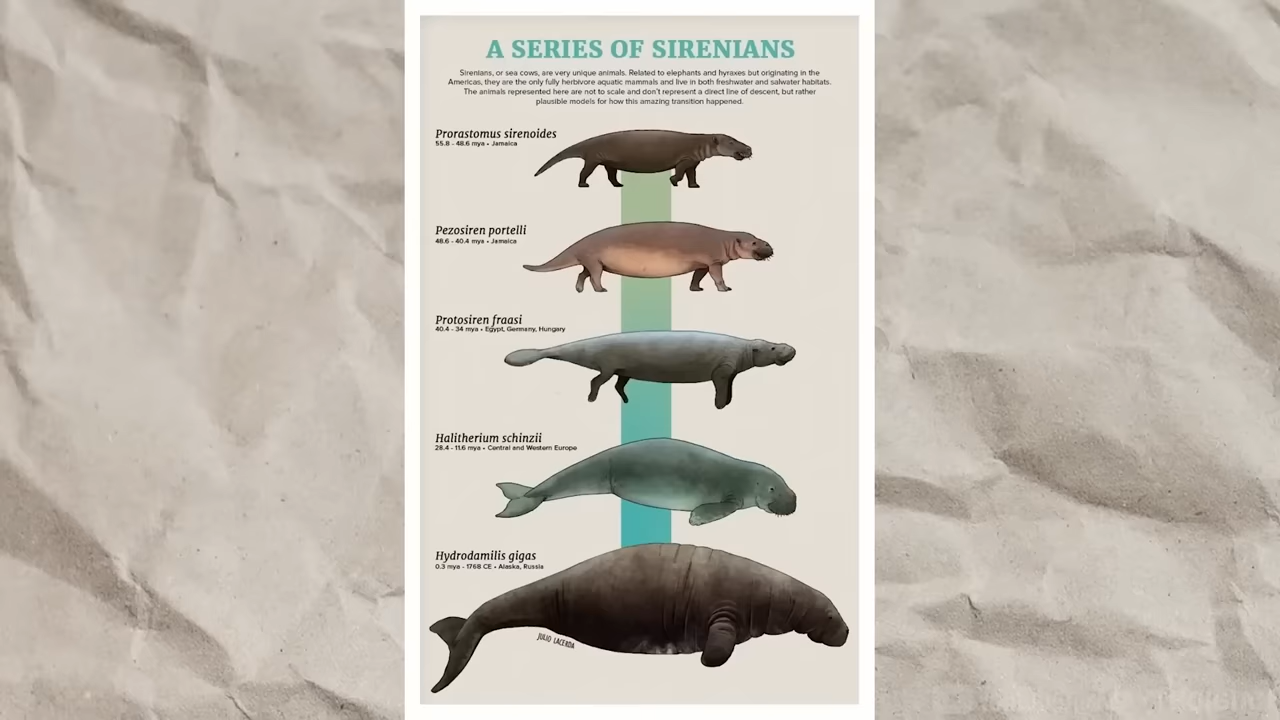 A SERIES OF SIRENIANS
Sirenians, or sea cows, are very unique animals. Related to elephants and hyraxes but originating in the
Americas, they are the only fully herbivore aquatic mammals and live in both freshwater and salwater habitats.
The animals represented here are not to scale and don't represent a direct line of descent, but rather
plausible models for how this amazing transition happened.
Prorastomus sirenoides
55.8 - 48.6 mya • Jamaica
Pezosiren portelli
48.6 - 40.4 mya • Jamaica
Protosiren fraasi
40.4 - 34 mya • Egypt, Germany, Hungary
Halitherium schinzii
28.4 - 11.6 mya • Central and Western Europe
Hydrodamilis gigas
0.3 mya - 1768 CE • Alaska, Russia
JULIO LACERDA